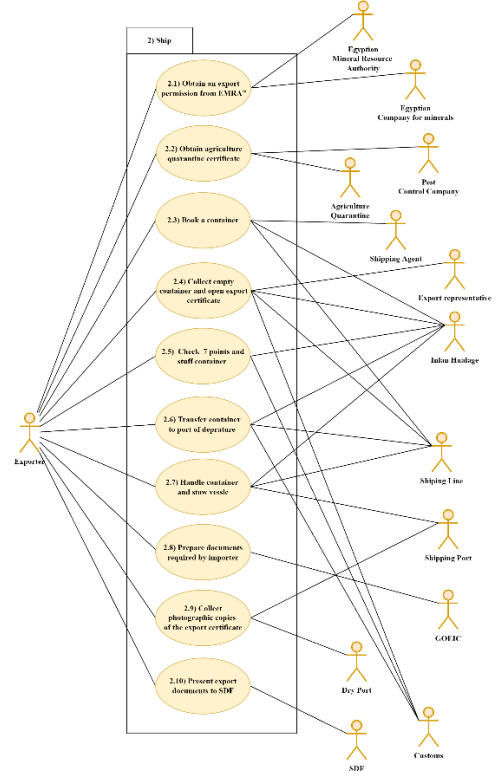 2) Ship
Egyptian
Mineral Resource
Authority
2.1) Obtain an export
permission from EMRA"
Egyptian
Company for minerals
2.2) Obtain agriculture
quarantine certificate
Pest
Control Company
Agriculture
Quarantine
2.3) Book a container
Shipping Agent
2.4) Collect empty
container and open export
certificate
Export representative
Inlan Hualage
2.5) Check 7 points and
stuff container
2.6) Transfer container
to port of deprature
Exporter
Shiping Line
2.7) Handle container
and stow vessle
Shipping Port
2.8) Prepare documents
required by importer
GOEIC
2.9) Collect
photographic copies
of the export certificate
Dry Port
2.10) Present export
documents to SDF
Customs
SDF